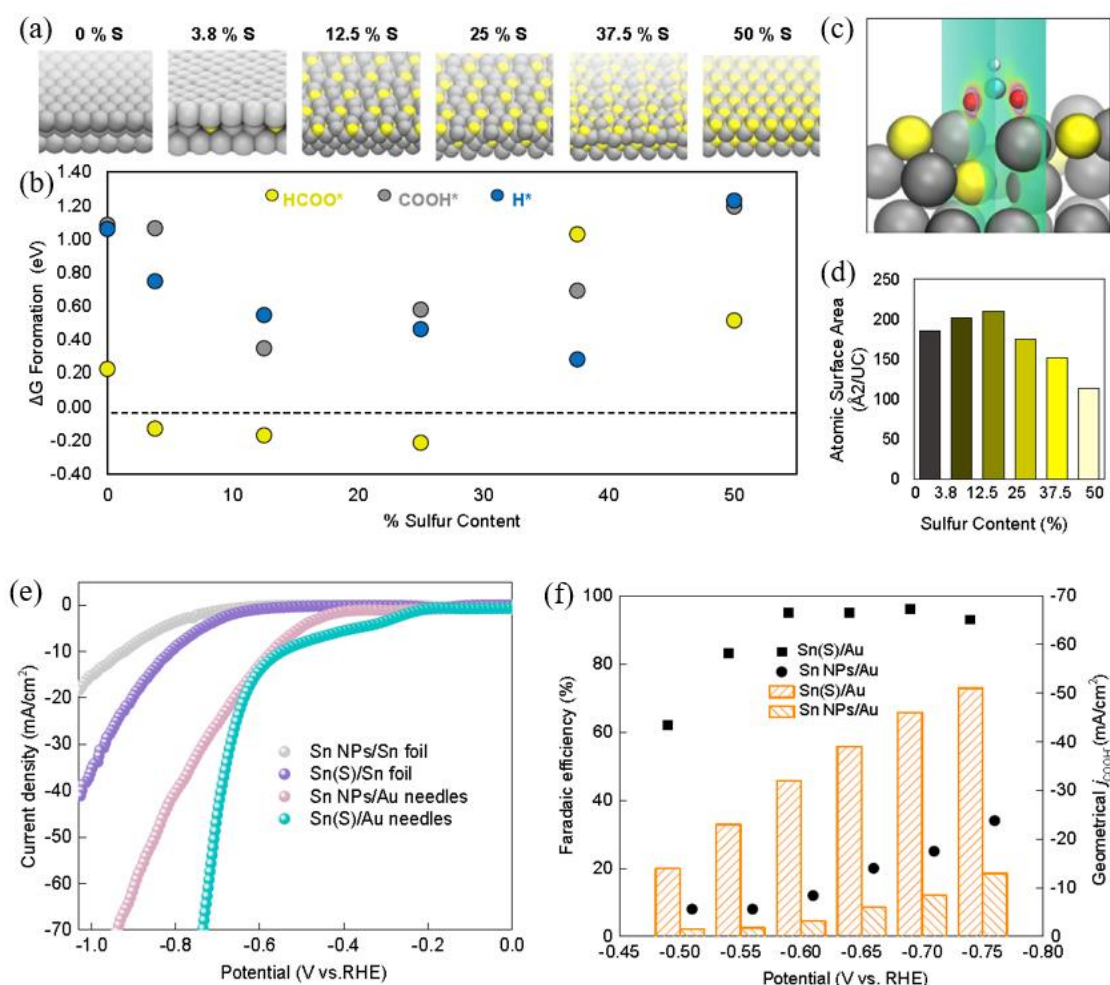 (a)
0 % S 3.8 % S 12.5 % S 25 % S 37.5 % S 50 % S
(b)
HCOO* COOH* H*
ΔG Foromation (eV)
1.40
1.20
1.00
0.80
0.60
0.40
0.20
0.00
-0.20
-0.40
0 10 20 30 40 50
% Sulfur Content
(c)
(d)
Atomic Surface Area
(Å2/UC)
250
200
150
100
50
0
0 3.8 12.5 25 37.5 50
Sulfur Content (%)
(e)
Current density (mA/cm²)
0
-10
-20
-30
-40
-50
-60
-70
Sn NPs/Sn foil
Sn(S)/Sn foil
Sn NPs/Au needles
Sn(S)/Au needles
-1.0 -0.8 -0.6 -0.4 -0.2 0.0
Potential (V vs.RHE)
(f)
Faradaic efficiency (%)
100
80
60
40
20
0
Sn(S)/Au
Sn NPs/Au
Sn(S)/Au
Sn NPs/Au
-70
-60
-50
-40
-30
-20
-10
0
Geometrical jCOOH (mA/cm²)
-0.45 -0.50 -0.55 -0.60 -0.65 -0.70 -0.75 -0.80
Potential (V vs. RHE)